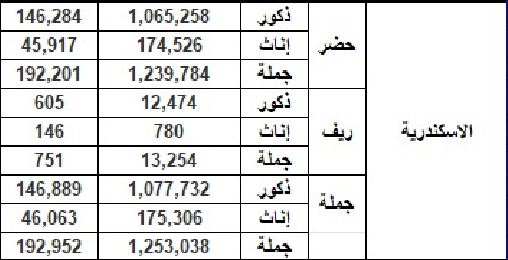 الاسكندرية حضر ذكور 1,065,258 146,284
إناث 174,526 45,917
جملة 1,239,784 192,201
ريف ذكور 12,474 605
إناث 780 146
جملة 13,254 751
جملة ذكور 1,077,732 146,889
إناث 175,306 46,063
جملة 1,253,038 192,952